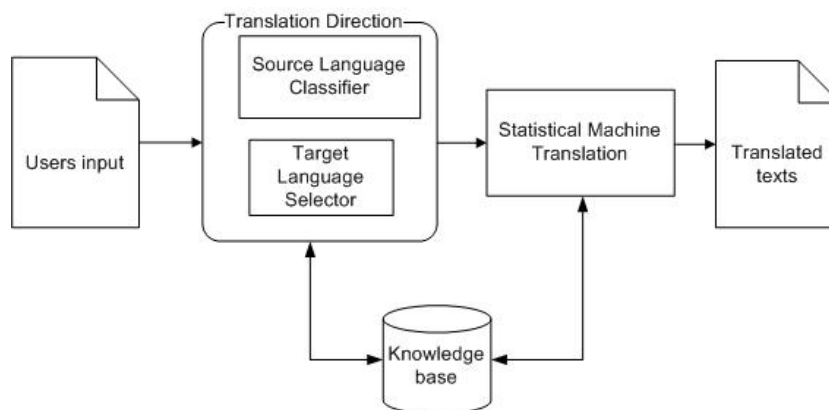 Translation Direction
Source Language
Classifier
Users input
Target
Language
Selector
Statistical Machine
Translation
Translated
texts
Knowledge
base